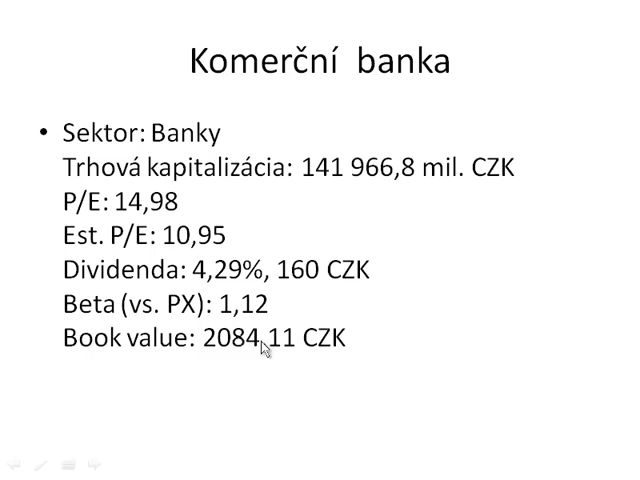 Komerční banka
• Sektor: Banky
Trhová kapitalizácia: 141 966,8 mil. CZK
P/E: 14,98
Est. P/E: 10,95
Dividenda: 4,29%, 160 CZK
Beta (vs. PX): 1,12
Book value: 2084,11 CZK